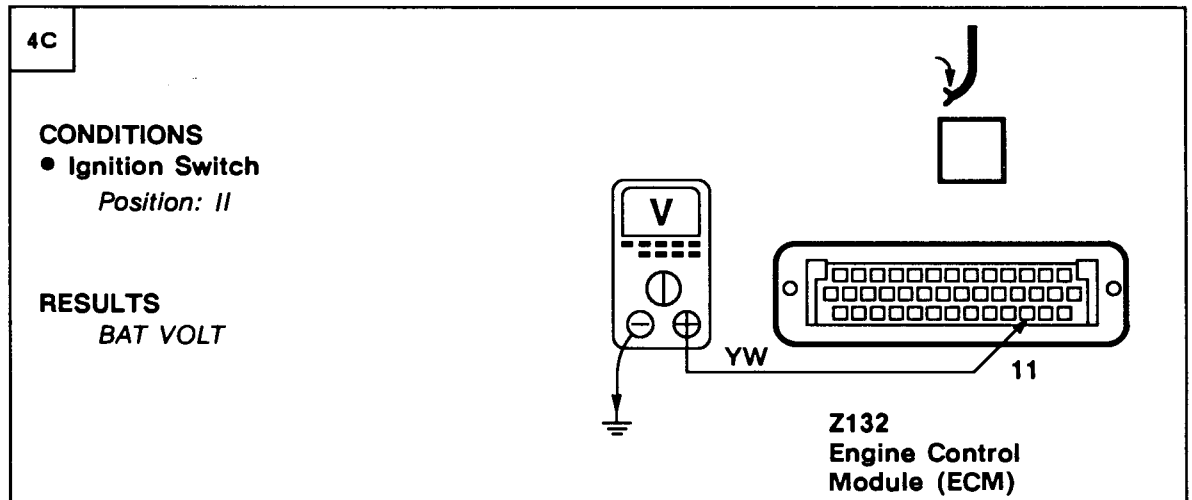 4C
CONDITIONS
● Ignition Switch
Position: II
RESULTS
BAT VOLT
V
YW
11
Z132
Engine Control
Module (ECM)